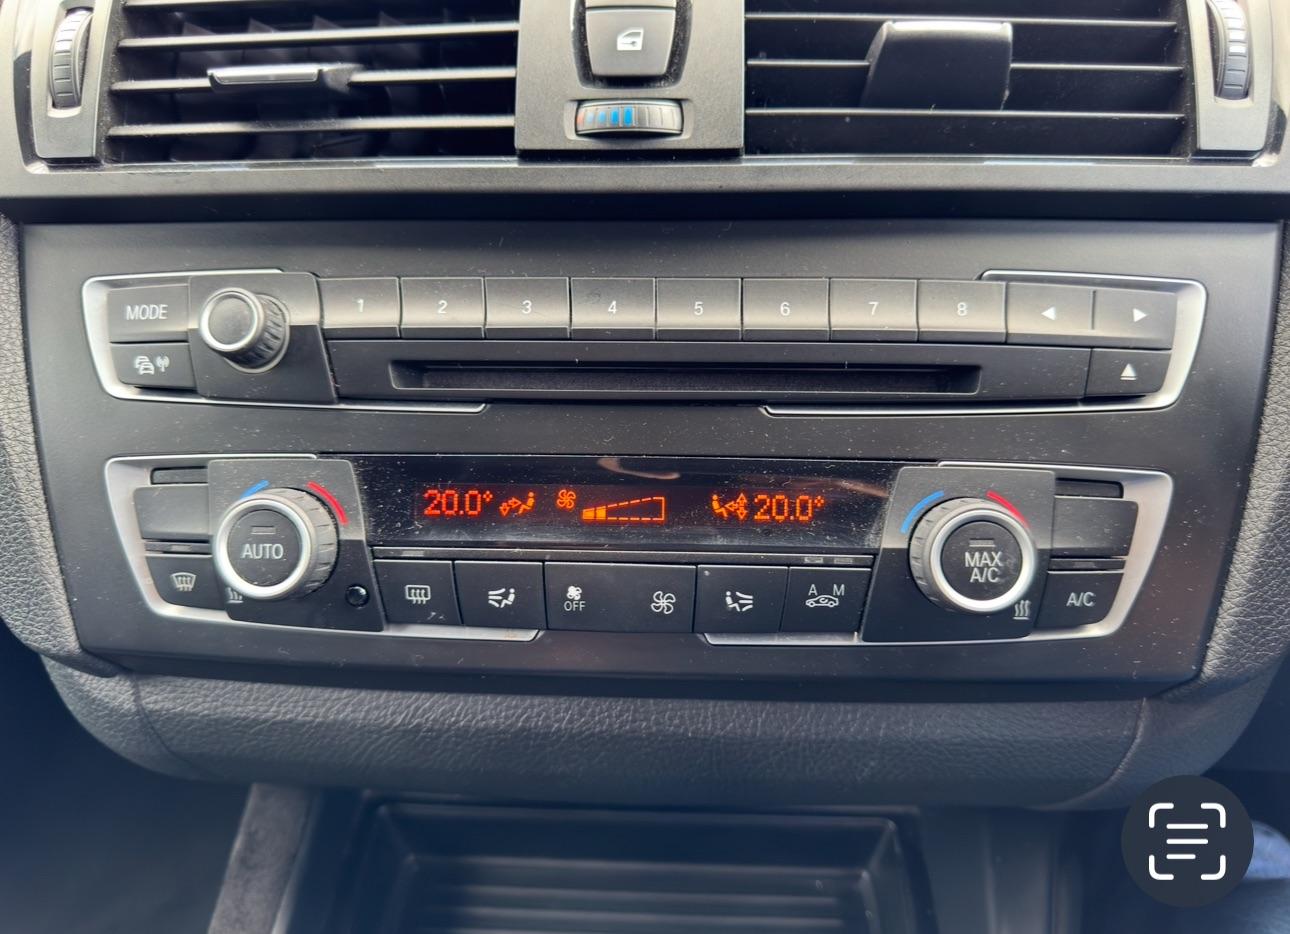 MODE
1 2 3 4 5 6 7 8
20.0° 20.0°
AUTO
MAX
A/C
OFF
A M
A/C